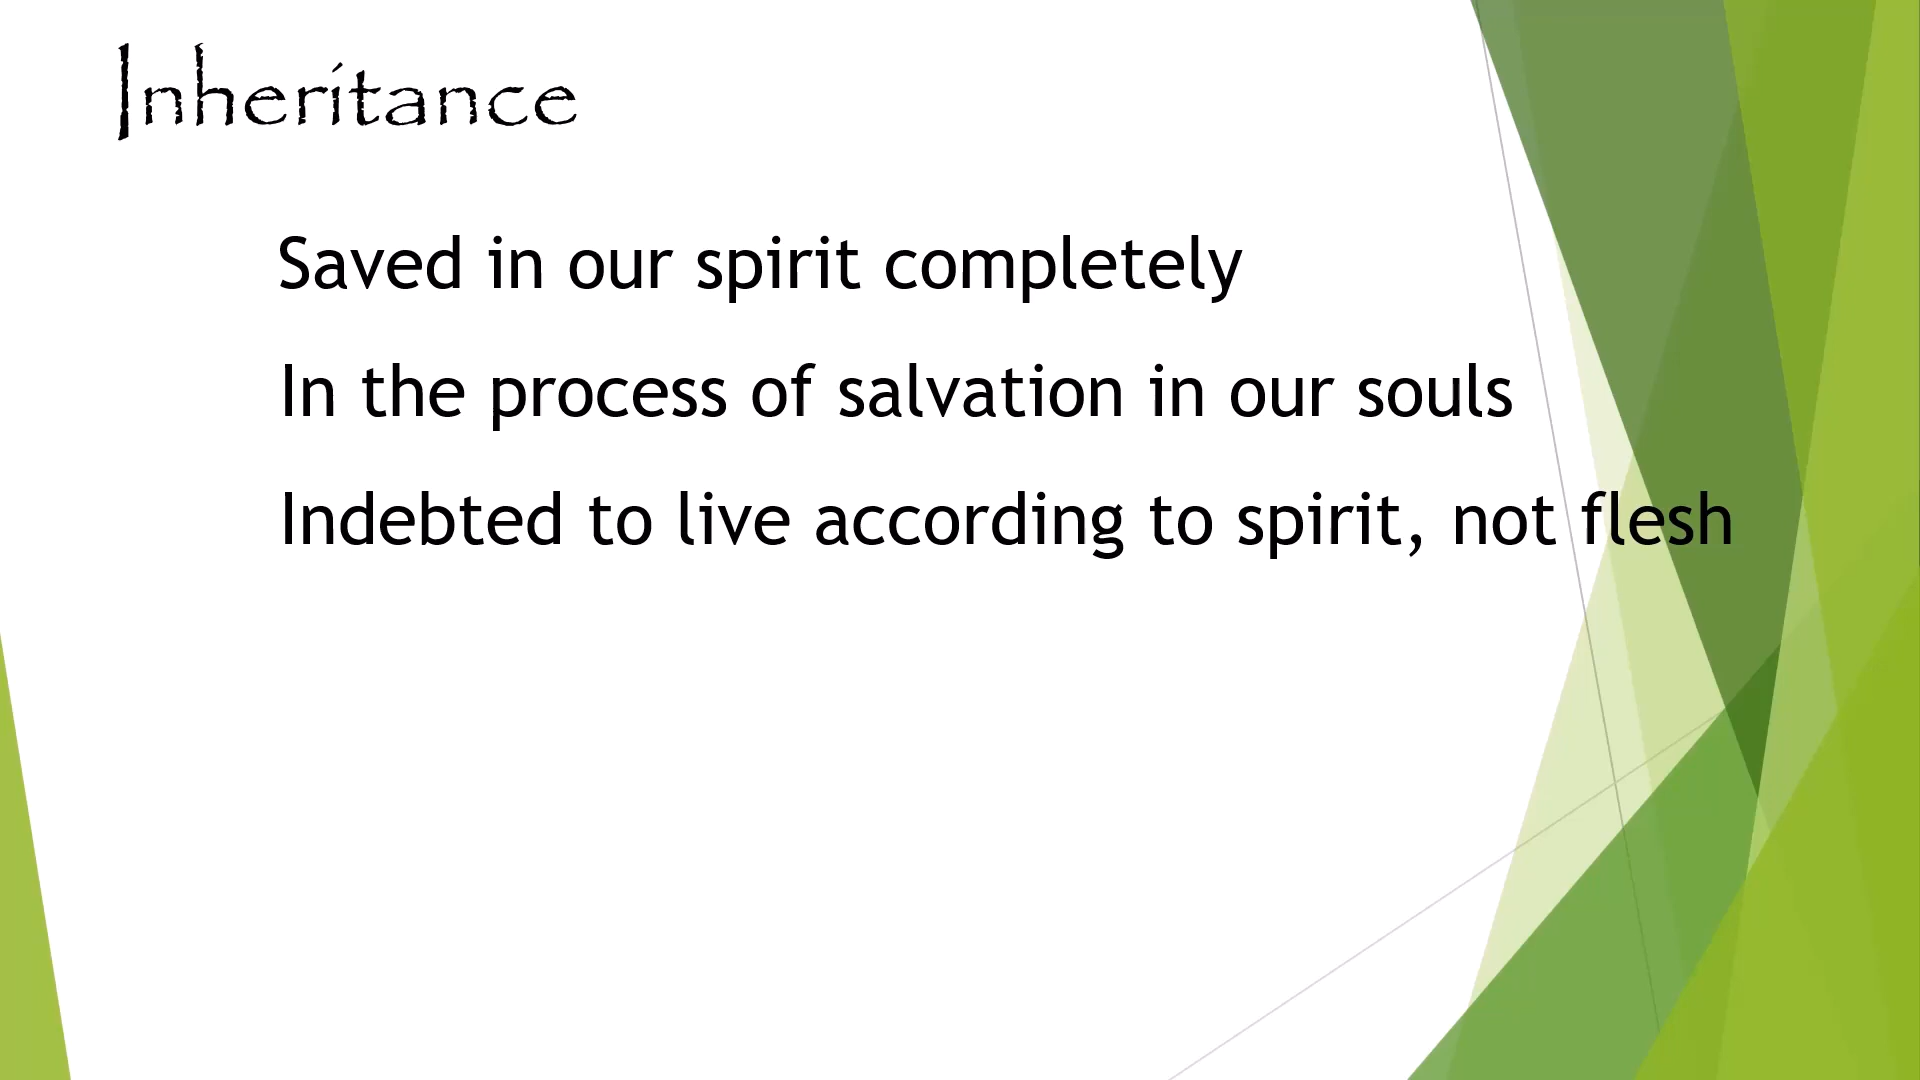 Inheritance
Saved in our spirit completely
In the process of salvation in our souls
Indebted to live according to spirit, not flesh